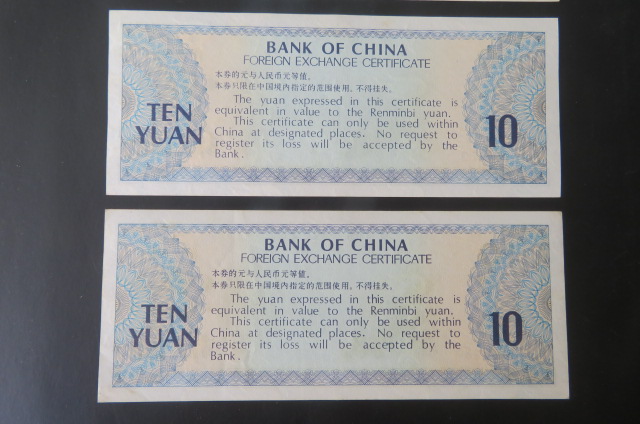 BANK OF CHINA
FOREIGN EXCHANGE CERTIFICATE
本券的元与人民币元等值。
本券只限在中国境内指定的范围使用,不得挂失。
The yuan expressed in this certificate is
equivalent in value to the Renminbi yuan.
This certificate can only be used within
China at designated places. No request to
register its loss will be accepted by the
Bank.
TEN
YUAN
10
BANK OF CHINA
FOREIGN EXCHANGE CERTIFICATE
本券的元与人民币元等值。
本券只限在中国境内指定的范围使用,不得挂失。
The yuan expressed in this certificate is
equivalent in value to the Renminbi yuan.
This certificate can only be used within
China at designated places. No request to
register its loss will be accepted by the
Bank.
TEN
YUAN
10